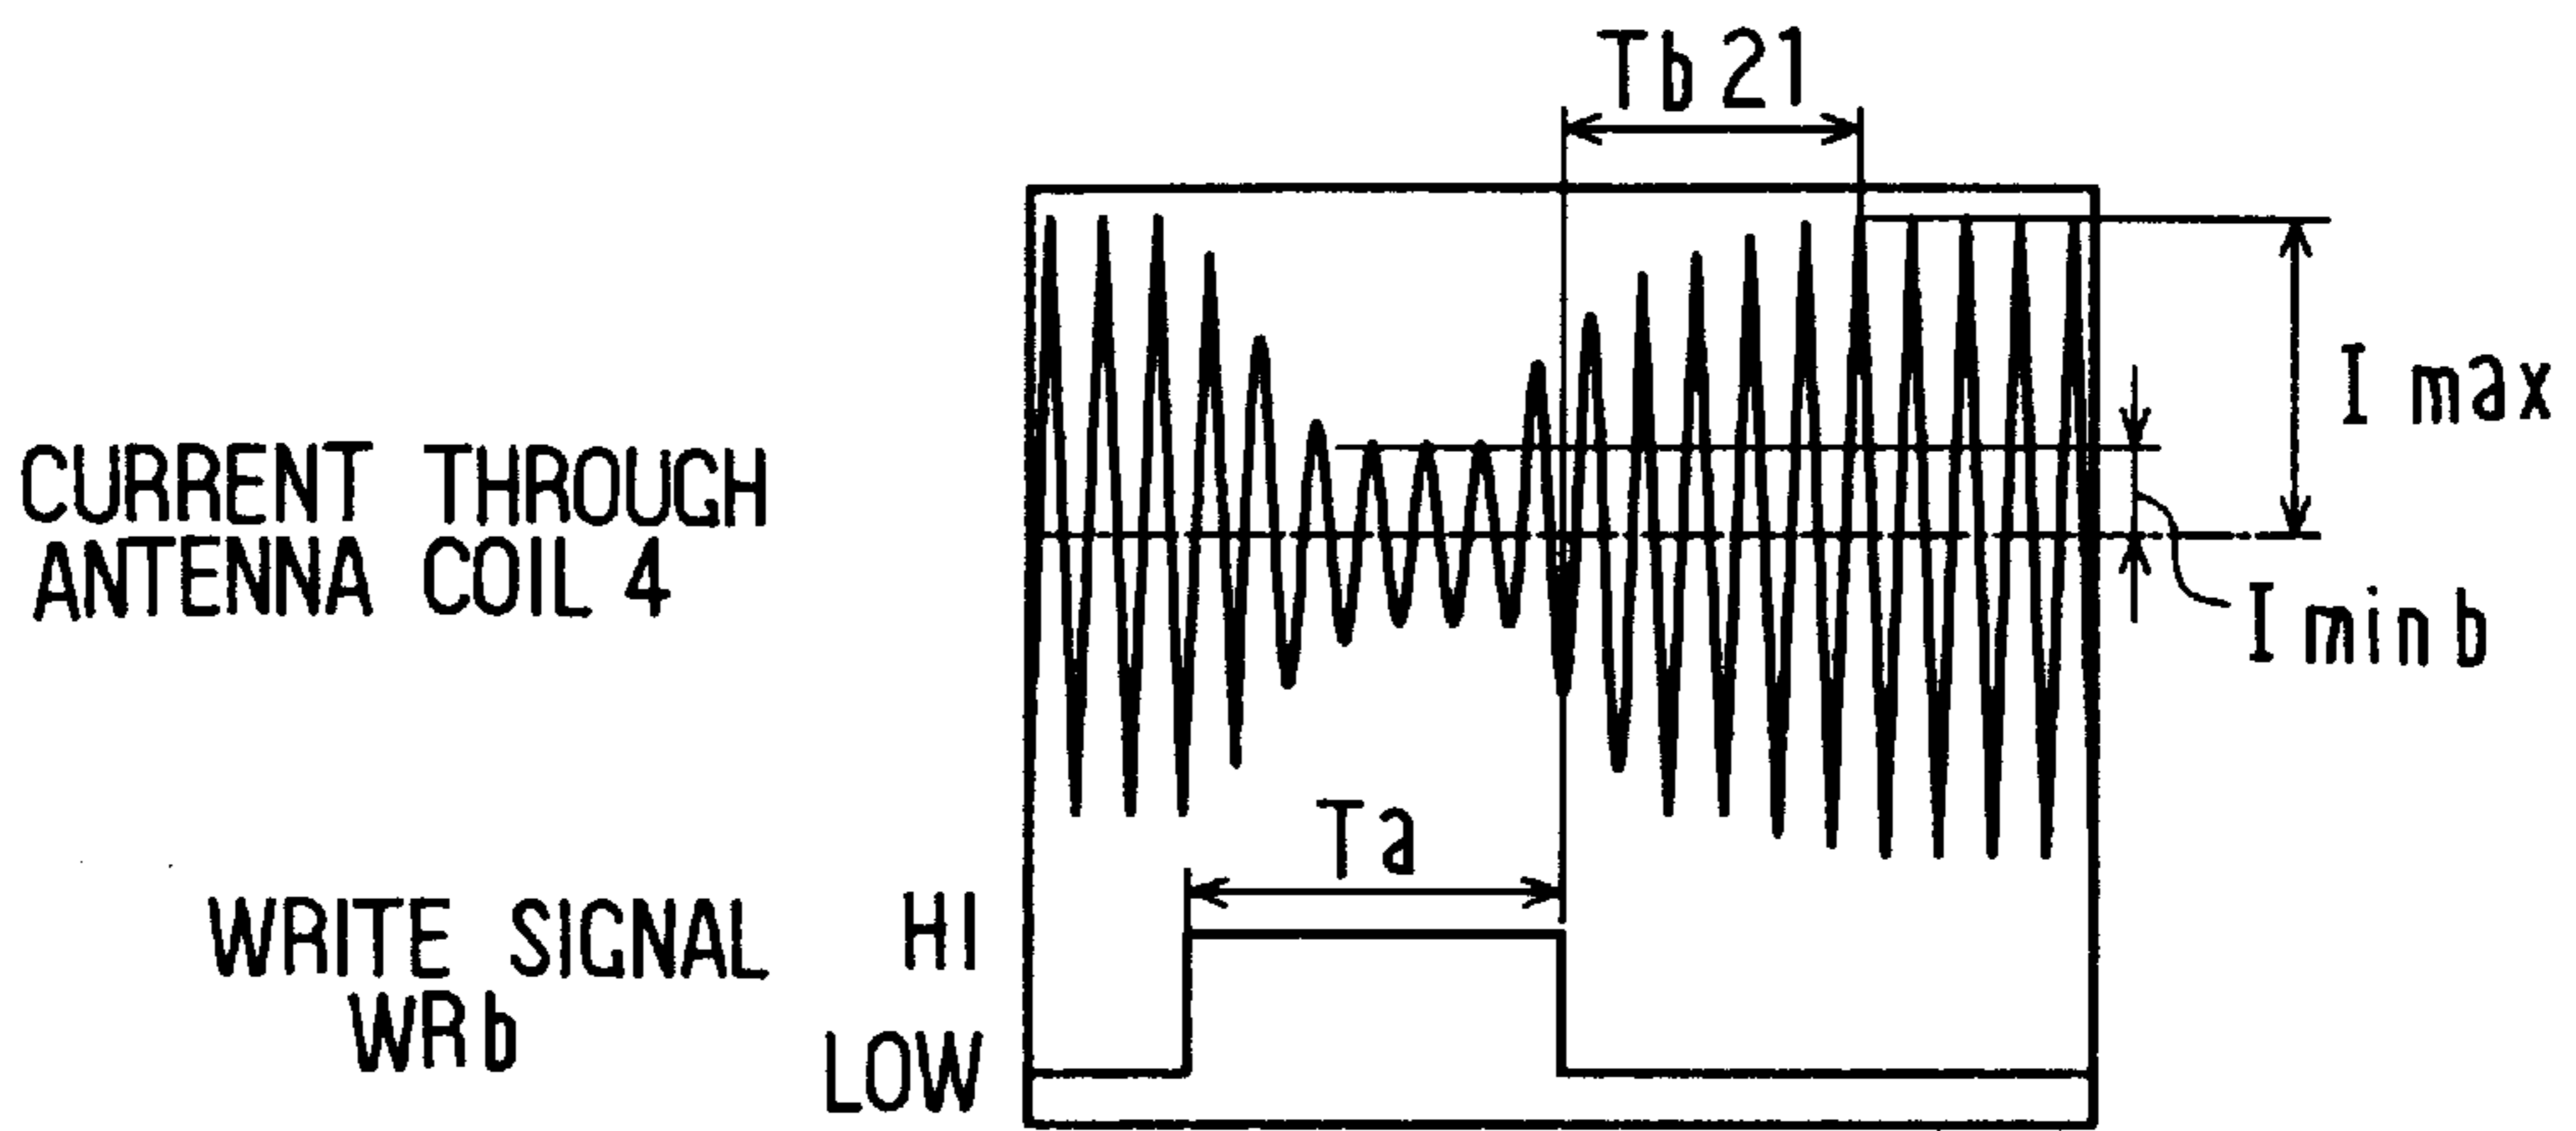 Tb21
I max
CURRENT THROUGH
ANTENNA COIL 4
I min b
Ta
WRITE SIGNAL
WRb
HI
LOW